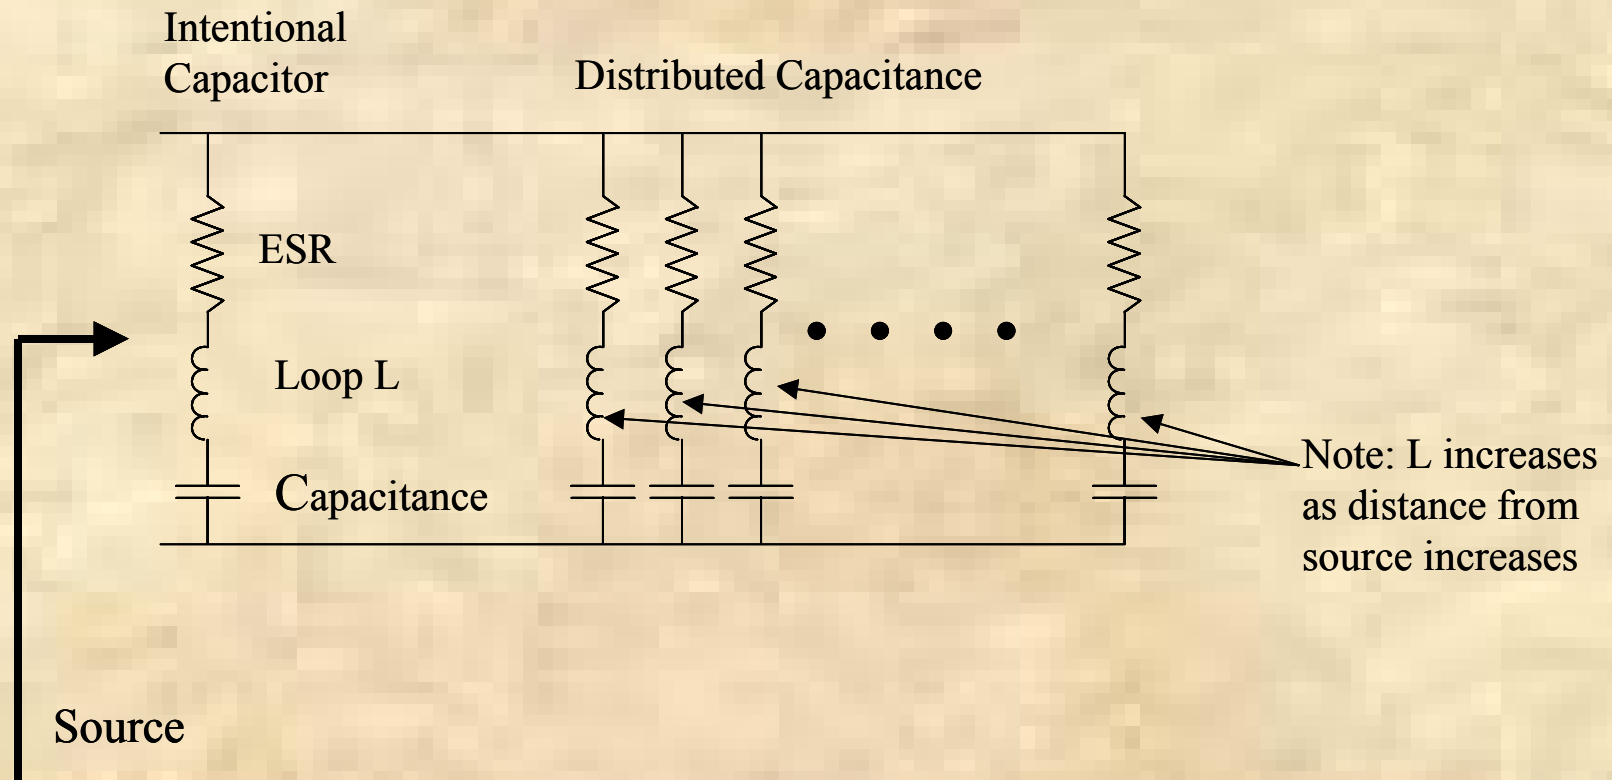 Intentional
Capacitor
Distributed Capacitance
ESR
Loop L
Capacitance
Note: L increases
as distance from
source increases
Source